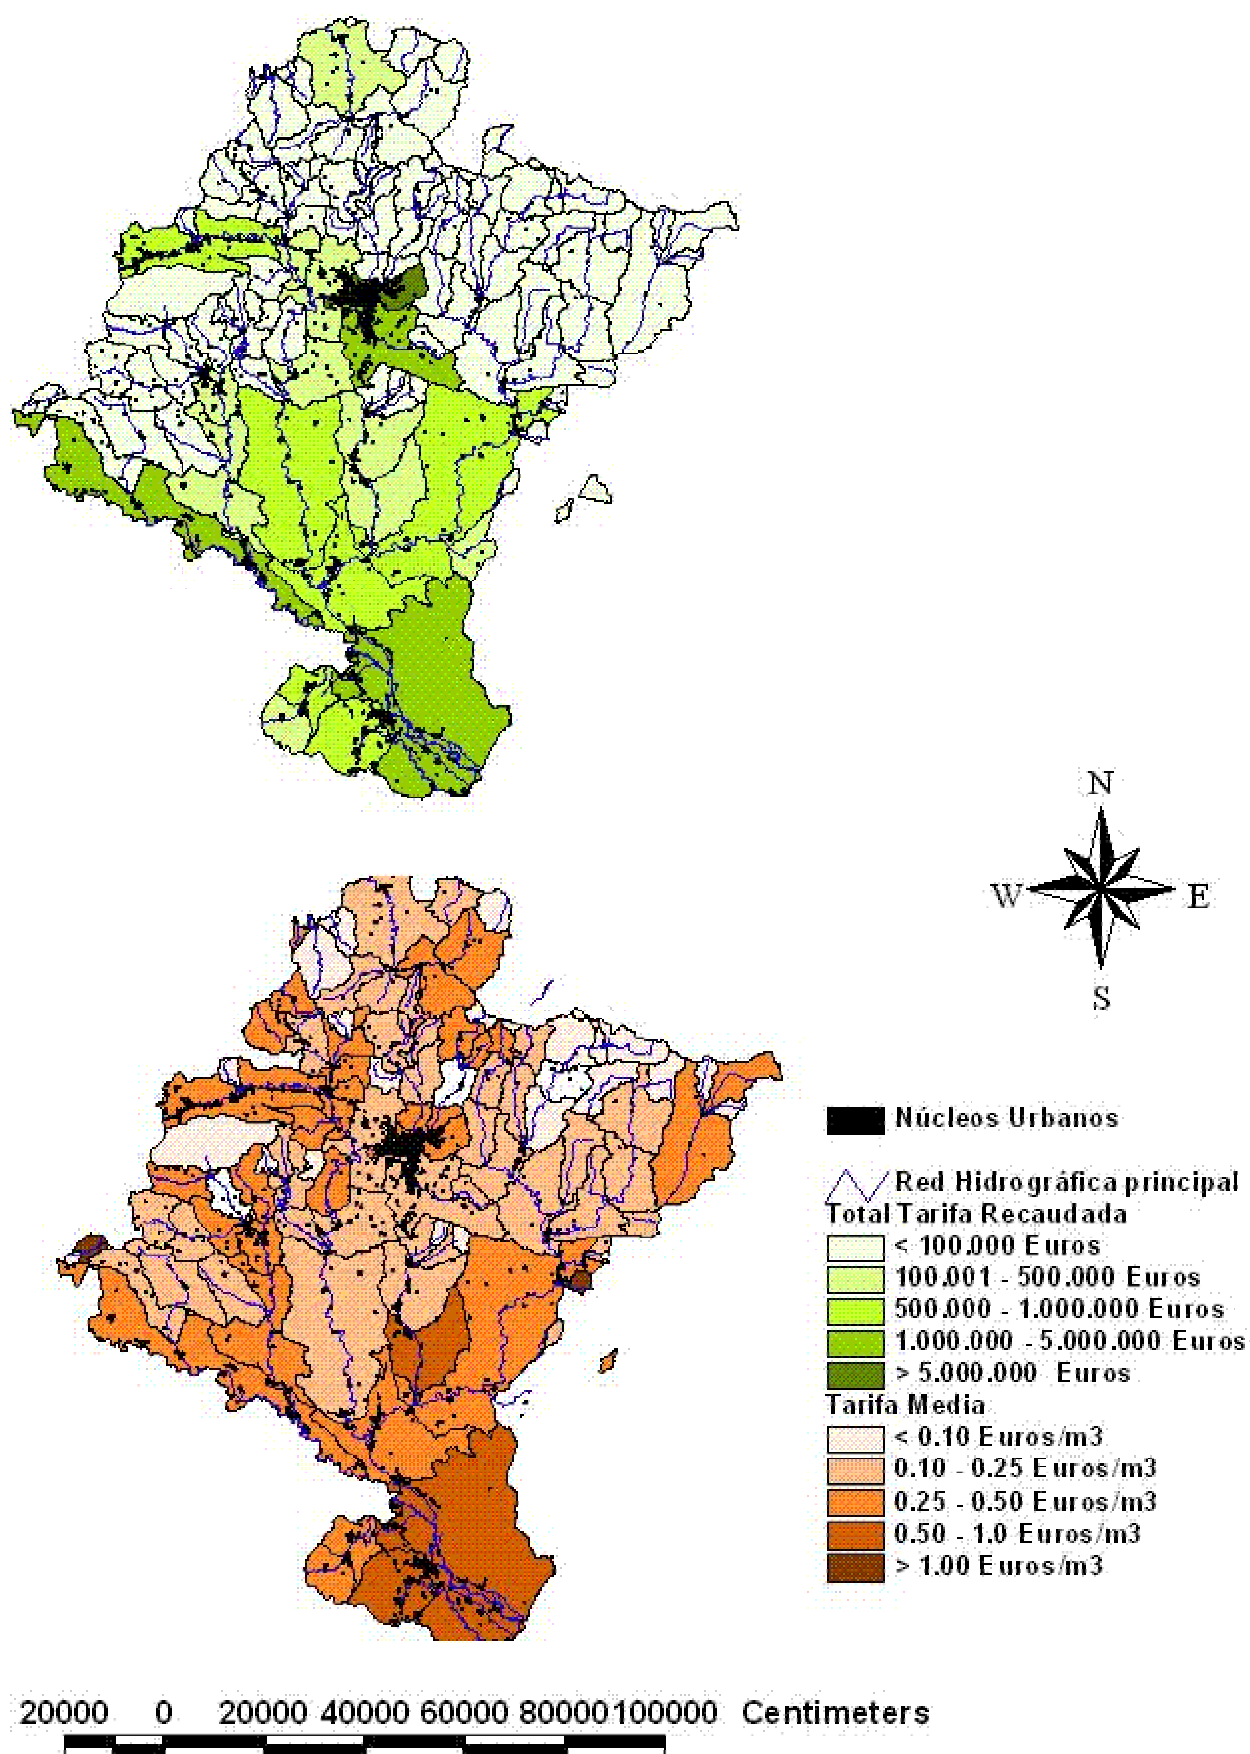 N
W E
S
Núcleos Urbanos
Red Hidrográfica principal
Total Tarifa Recaudada
< 100.000 Euros
100.001 - 500.000 Euros
500.000 - 1.000.000 Euros
1.000.000 - 5.000.000 Euros
> 5.000.000 Euros
Tarifa Media
< 0.10 Euros/m3
0.10 - 0.25 Euros/m3
0.25 - 0.50 Euros/m3
0.50 - 1.0 Euros/m3
> 1.00 Euros/m3
20000 0 20000 40000 60000 80000 100000 Centimeters